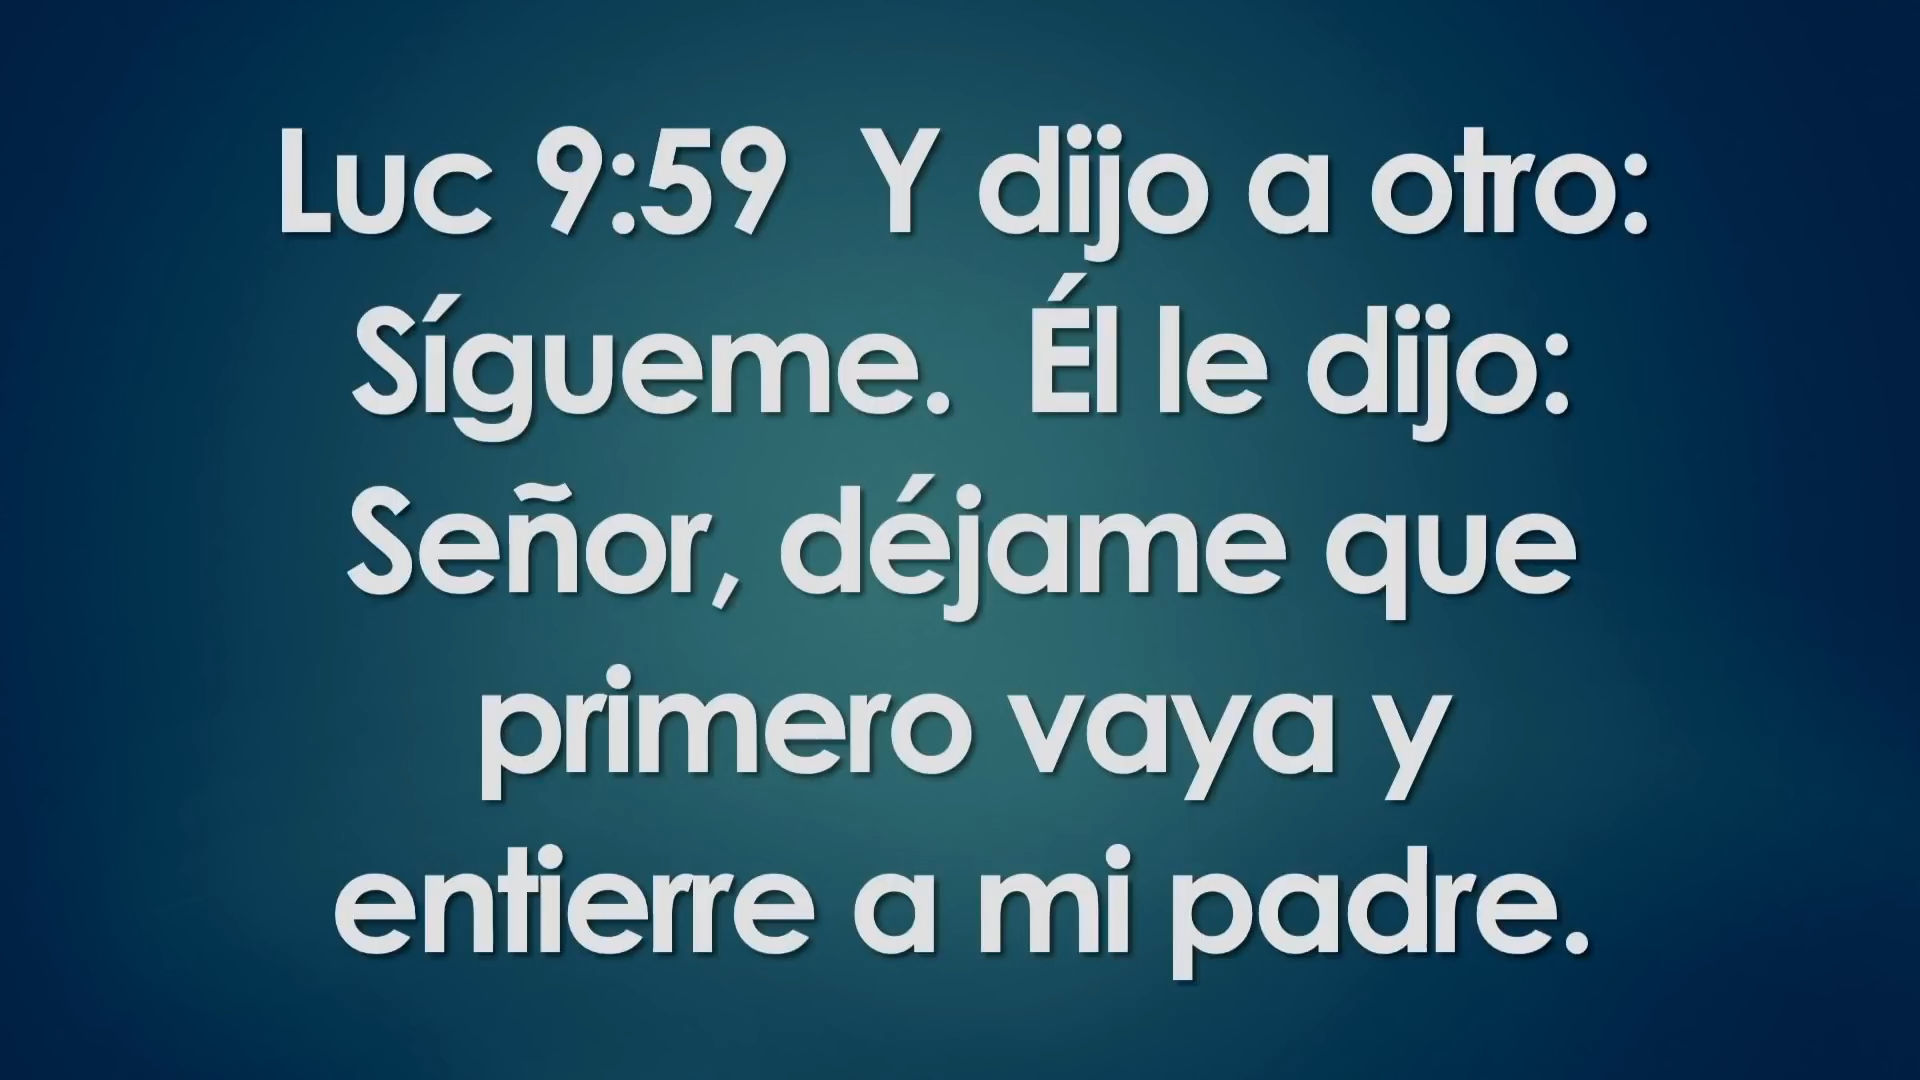 Luc 9:59  Y dijo a otro:
Sígueme.  Él le dijo:
Señor, déjame que
primero vaya y
entierre a mi padre.